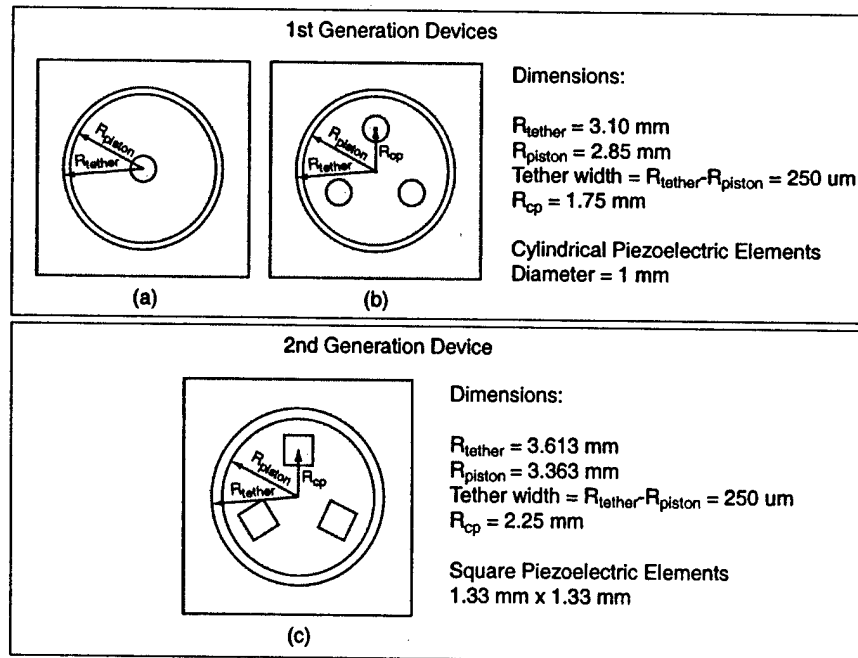 1st Generation Devices
Rpiston
Rtether
(a)
Rpiston
Rtether
Rcp
(b)
Dimensions:
Rtether = 3.10 mm
Rpiston = 2.85 mm
Tether width = Rtether-Rpiston = 250 um
Rcp = 1.75 mm
Cylindrical Piezoelectric Elements
Diameter = 1 mm
2nd Generation Device
Rpiston
Rtether
Rcp
(c)
Dimensions:
Rtether = 3.613 mm
Rpiston = 3.363 mm
Tether width = Rtether-Rpiston = 250 um
Rcp = 2.25 mm
Square Piezoelectric Elements
1.33 mm x 1.33 mm